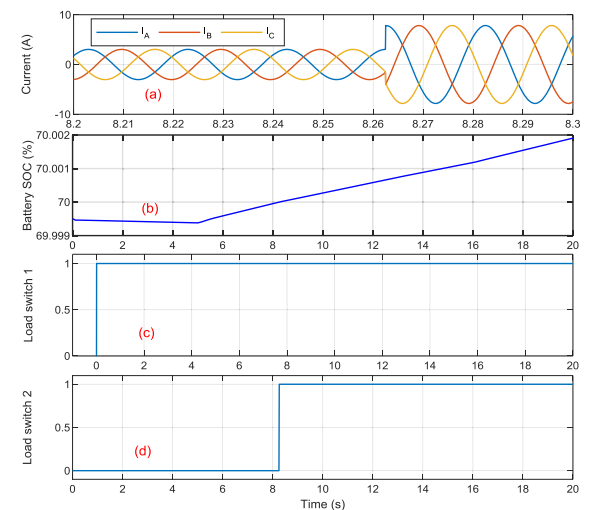 I_A I_B I_C
Current (A)
10
0
-10
(a)
8.2 8.21 8.22 8.23 8.24 8.25 8.26 8.27 8.28 8.29 8.3
Battery SOC (%)
70.002
70.001
70
69.999
(b)
0 2 4 6 8 10 12 14 16 18 20
Load switch 1
1
0.5
0
(c)
0 2 4 6 8 10 12 14 16 18 20
Load switch 2
1
0.5
0
(d)
0 2 4 6 8 10 12 14 16 18 20
Time (s)